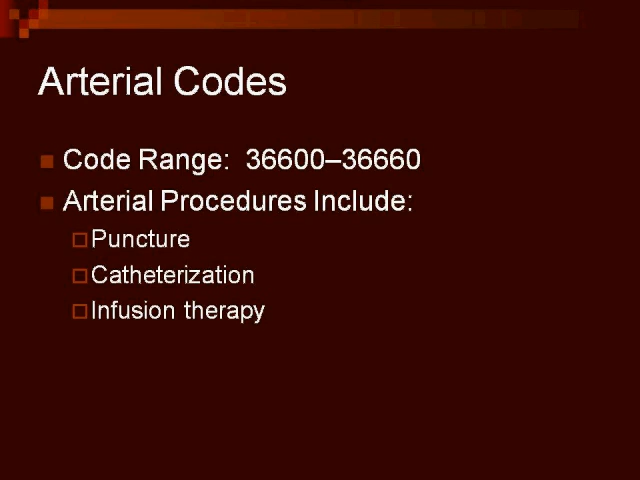 Arterial Codes
Code Range:  36600–36660
Arterial Procedures Include:
Puncture
Catheterization
Infusion therapy